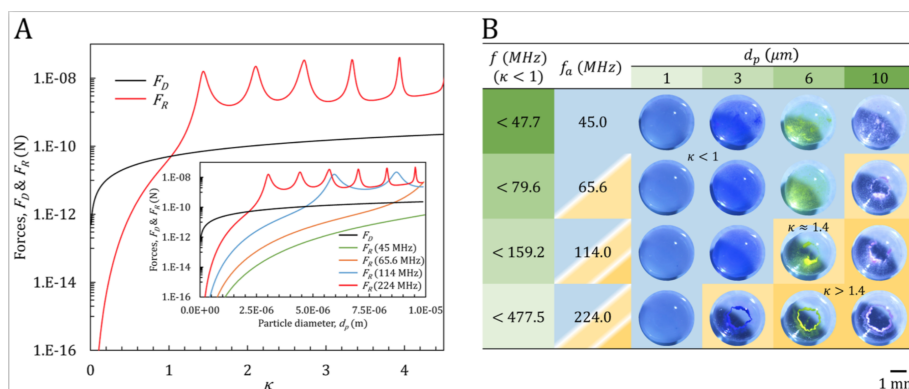 A
Forces, F_D & F_R (N)
1.E-08
1.E-10
1.E-12
1.E-14
1.E-16
0
1
2
3
4
κ
F_D
F_R
Forces, F_D & F_R (N)
1.E-08
1.E-10
1.E-12
1.E-14
1.E-16
0.0E+00
2.5E-06
5.0E-06
7.5E-06
1.0E-05
Particle diameter, d_p (m)
F_D
F_R (45 MHz)
F_R (65.6 MHz)
F_R (114 MHz)
F_R (224 MHz)
B
f (MHz)
(κ < 1)
f_a (MHz)
d_p (μm)
1
3
6
10
< 47.7
45.0
κ < 1
< 79.6
65.6
κ ≈ 1.4
< 159.2
114.0
κ > 1.4
< 477.5
224.0
1 mm